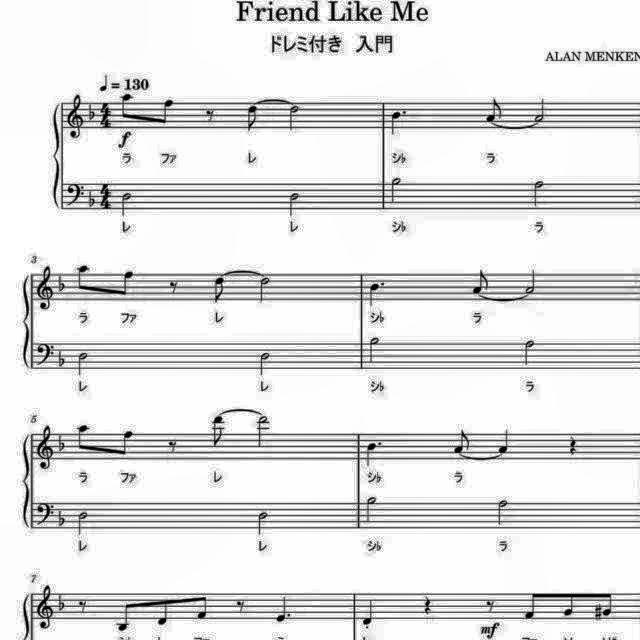 Friend Like Me
ドレミ付き 入門
ALAN MENKEN
♩ = 130
f
ラ ファ レ シ♭ ラ
レ レ シ♭ ラ
3
ラ ファ レ シ♭ ラ
レ レ シ♭ ラ
5
ラ ファ レ シ♭ ラ
レ レ シ♭ ラ
7
mf